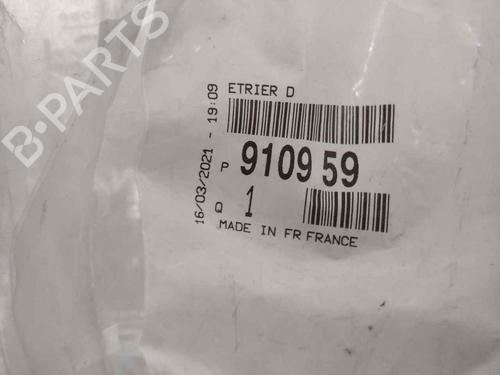 B-PARTS
ETRIER D
16/03/2021 - 19:09
P 9109 59
Q 1
MADE IN FR FRANCE